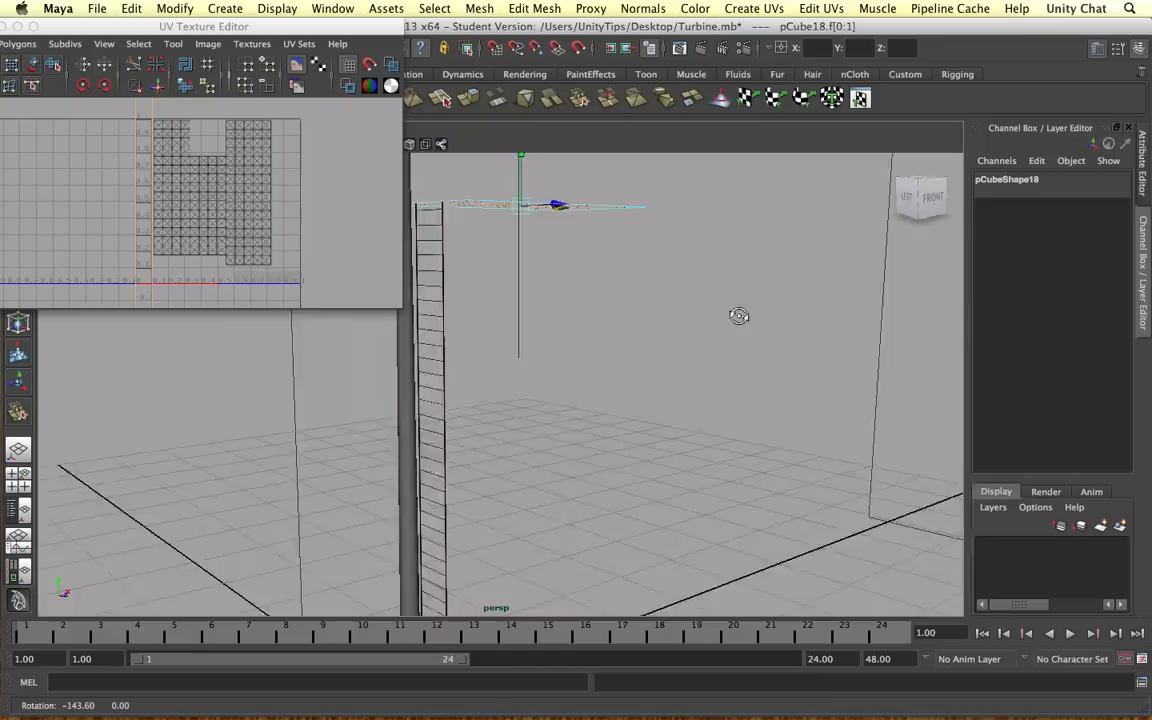 Maya File Edit Modify Create Display Window Assets Select Mesh Edit Mesh Proxy Normals Color Create UVs Edit UVs Muscle Pipeline Cache Help Unity Chat
UV Texture Editor
13 x64 - Student Version: /Users/UnityTips/Desktop/Turbine.mb* --- pCube18.f[0:1]
Polygons Subdivs View Select Tool Image Textures UV Sets Help
X: Y: Z:
tion Dynamics Rendering PaintEffects Toon Muscle Fluids Fur Hair nCloth Custom Rigging
Channel Box / Layer Editor
Channels Edit Object Show
pCubeShape18
LEFT FRONT
Attribute Editor
Channel Box / Layer Editor
Display Render Anim
Layers Options Help
persp
1 2 3 4 5 6 7 8 9 10 11 12 13 14 15 16 17 18 19 20 21 22 23 24 1.00
1.00 1.00 1 24 24.00 48.00 No Anim Layer No Character Set
MEL
Rotation: -143.60 0.00